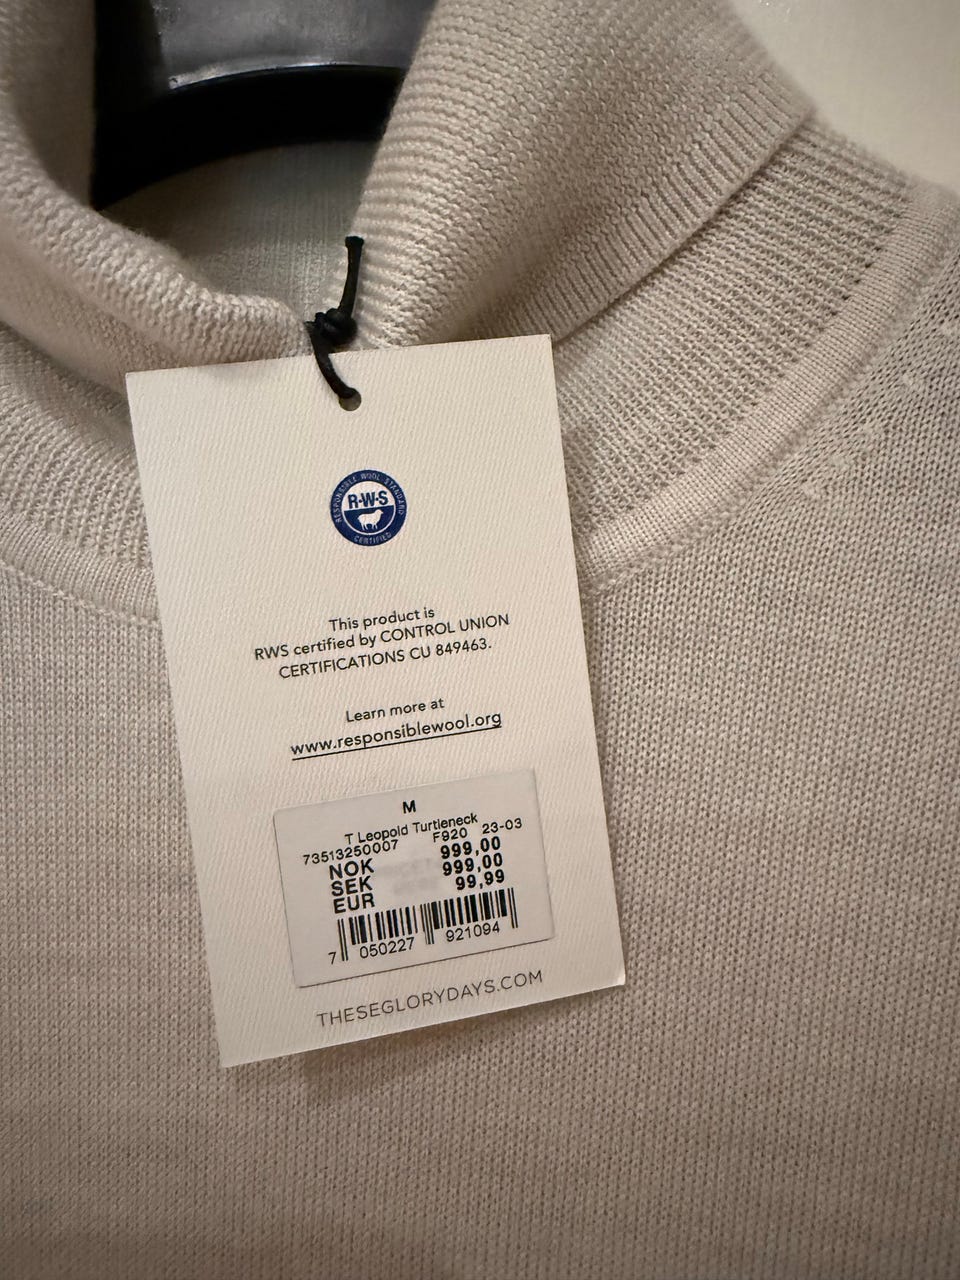 RESPONSIBLE WOOL STANDARD
R·W·S
CERTIFIED
This product is
RWS certified by CONTROL UNION
CERTIFICATIONS CU 849463.
Learn more at
www.responsiblewool.org
M
T Leopold Turtleneck
73513250007 F920 23-03
NOK 999,00
SEK 999,00
EUR 99,99
7 050227 921094
THESEGLORYDAYS.COM